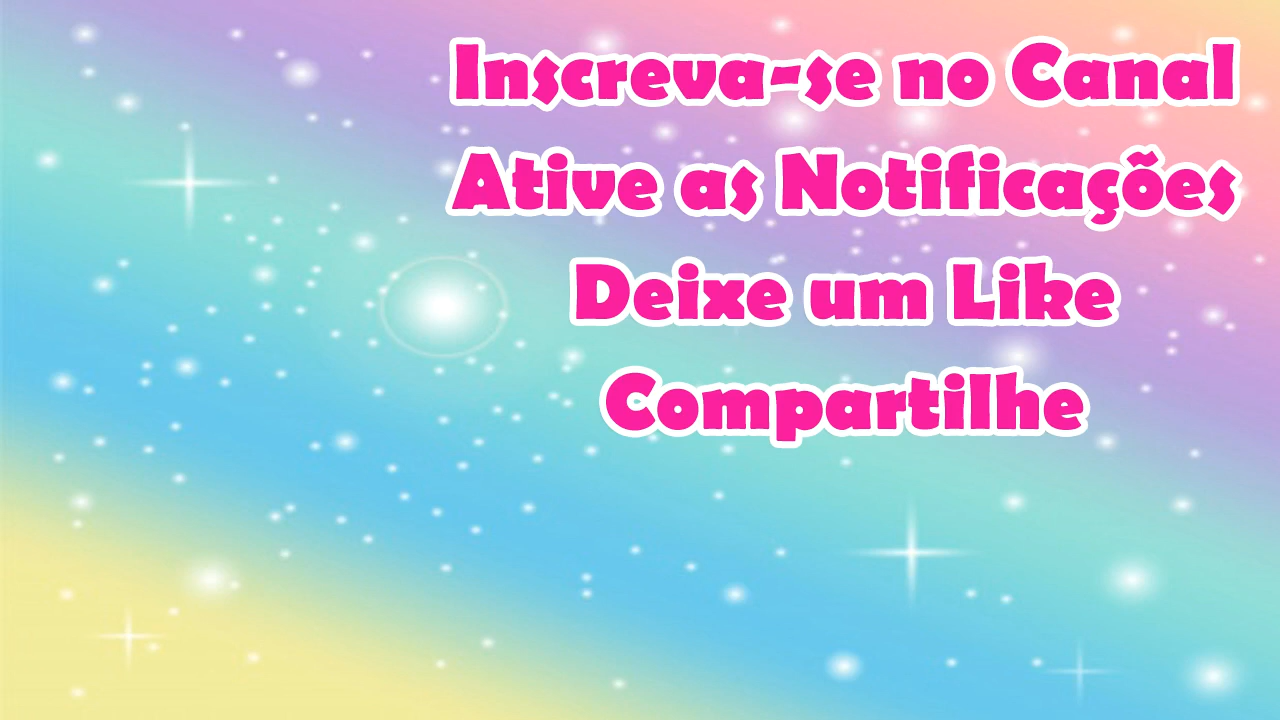 Inscreva-se no Canal
Ative as Notificações
Deixe um Like
Compartilhe